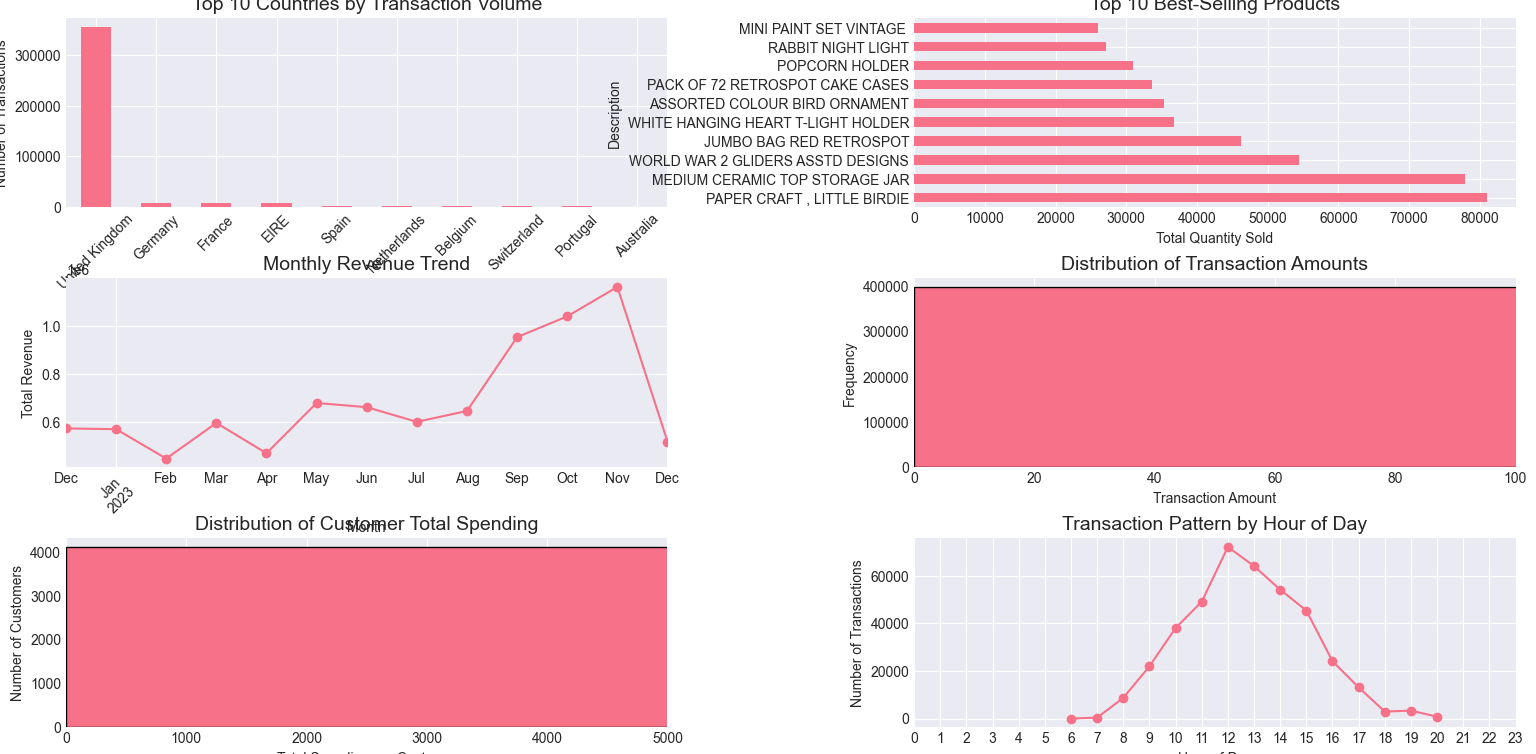 Top 10 Countries by Transaction Volume
Number of Transactions
300000
200000
100000
0
United Kingdom
Germany
France
EIRE
Spain
Netherlands
Belgium
Switzerland
Portugal
Australia
Top 10 Best-Selling Products
Description
MINI PAINT SET VINTAGE
RABBIT NIGHT LIGHT
POPCORN HOLDER
PACK OF 72 RETROSPOT CAKE CASES
ASSORTED COLOUR BIRD ORNAMENT
WHITE HANGING HEART T-LIGHT HOLDER
JUMBO BAG RED RETROSPOT
WORLD WAR 2 GLIDERS ASSTD DESIGNS
MEDIUM CERAMIC TOP STORAGE JAR
PAPER CRAFT , LITTLE BIRDIE
0 10000 20000 30000 40000 50000 60000 70000 80000
Total Quantity Sold
Monthly Revenue Trend
Total Revenue
1.0
0.8
0.6
Dec Jan Feb Mar Apr May Jun Jul Aug Sep Oct Nov Dec
2023
Month
Distribution of Transaction Amounts
Frequency
400000
300000
200000
100000
0
0 20 40 60 80 100
Transaction Amount
Distribution of Customer Total Spending
Number of Customers
4000
3000
2000
1000
0
0 1000 2000 3000 4000 5000
Transaction Pattern by Hour of Day
Number of Transactions
60000
40000
20000
0
0 1 2 3 4 5 6 7 8 9 10 11 12 13 14 15 16 17 18 19 20 21 22 23